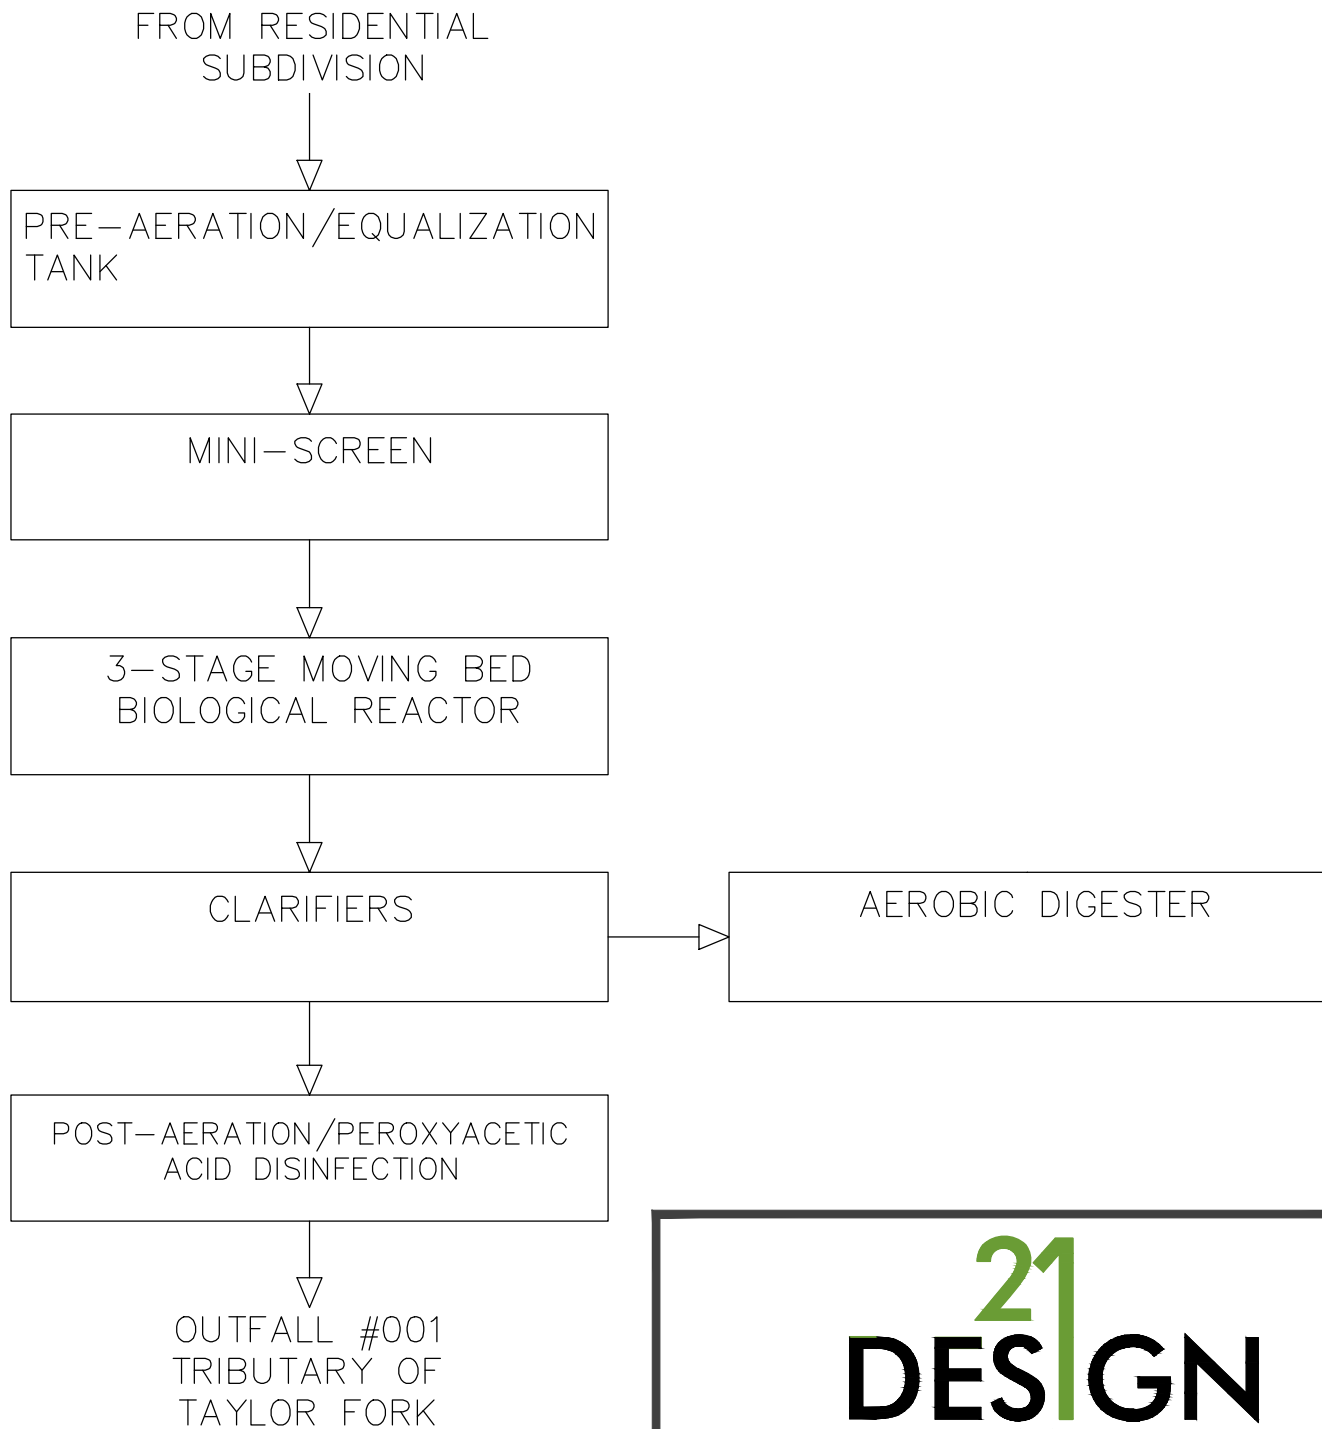 FROM RESIDENTIAL
SUBDIVISION
PRE-AERATION/EQUALIZATION
TANK
MINI-SCREEN
3-STAGE MOVING BED
BIOLOGICAL REACTOR
CLARIFIERS
AEROBIC DIGESTER
POST-AERATION/PEROXYACETIC
ACID DISINFECTION
OUTFALL #001
TRIBUTARY OF
TAYLOR FORK
21
DESIGN